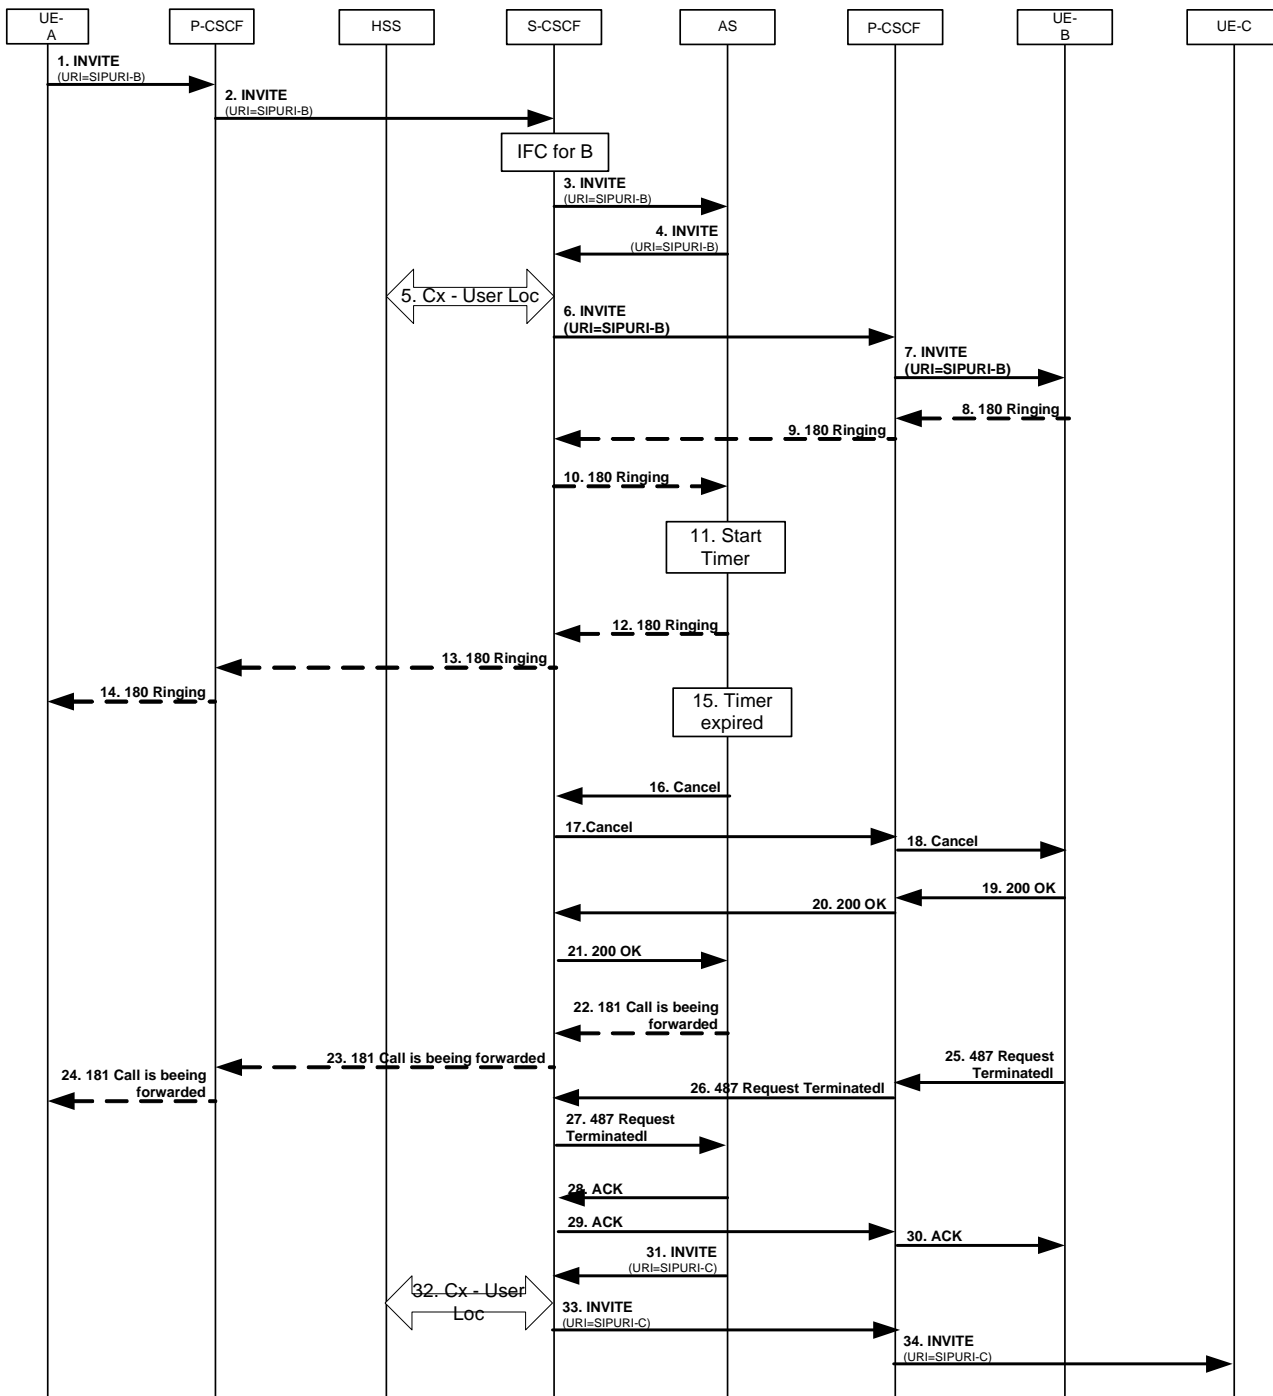 UE-
A
P-CSCF
HSS
S-CSCF
AS
P-CSCF
UE-
B
UE-C
1. INVITE
(URI=SIPURI-B)
2. INVITE
(URI=SIPURI-B)
IFC for B
3. INVITE
(URI=SIPURI-B)
4. INVITE
(URI=SIPURI-B)
5. Cx - User Loc
6. INVITE
(URI=SIPURI-B)
7. INVITE
(URI=SIPURI-B)
8. 180 Ringing
9. 180 Ringing
10. 180 Ringing
11. Start
Timer
12. 180 Ringing
13. 180 Ringing
14. 180 Ringing
15. Timer
expired
16. Cancel
17.Cancel
18. Cancel
19. 200 OK
20. 200 OK
21. 200 OK
22. 181 Call is beeing
forwarded
23. 181 Call is beeing forwarded
24. 181 Call is beeing
forwarded
25. 487 Request
Terminatedl
26. 487 Request Terminatedl
27. 487 Request
Terminatedl
28. ACK
29. ACK
30. ACK
31. INVITE
(URI=SIPURI-C)
32. Cx - User
Loc
33. INVITE
(URI=SIPURI-C)
34. INVITE
(URI=SIPURI-C)